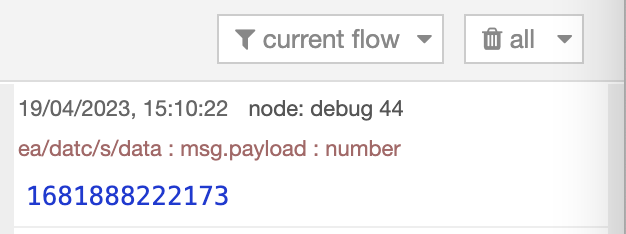 current flow all
19/04/2023, 15:10:22 node: debug 44
ea/datc/s/data : msg.payload : number
1681888222173